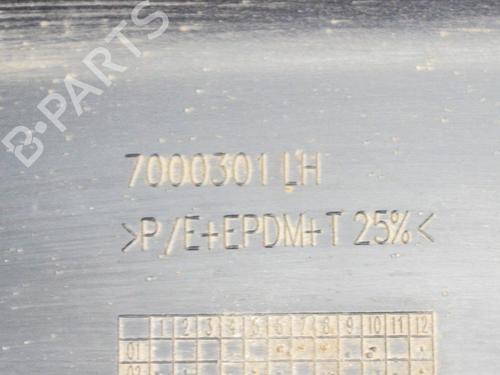 B-PARTS
7000301 LH
>P/E+EPDM+T 25%<
1 2 3 4 5 6 7 8 9 10 11 12
01